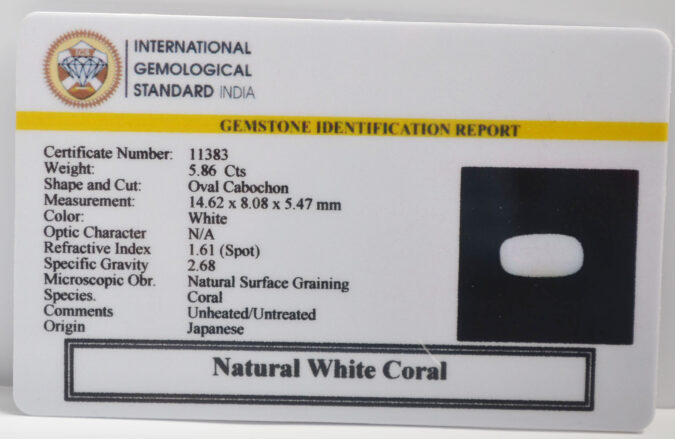 INTERNATIONAL
GEMOLOGICAL
STANDARD INDIA
GEMSTONE IDENTIFICATION REPORT
Certificate Number: 11383
Weight: 5.86 Cts
Shape and Cut: Oval Cabochon
Measurement: 14.62 x 8.08 x 5.47 mm
Color: White
Optic Character N/A
Refractive Index 1.61 (Spot)
Specific Gravity 2.68
Microscopic Obr. Natural Surface Graining
Species. Coral
Comments Unheated/Untreated
Origin Japanese
Natural White Coral